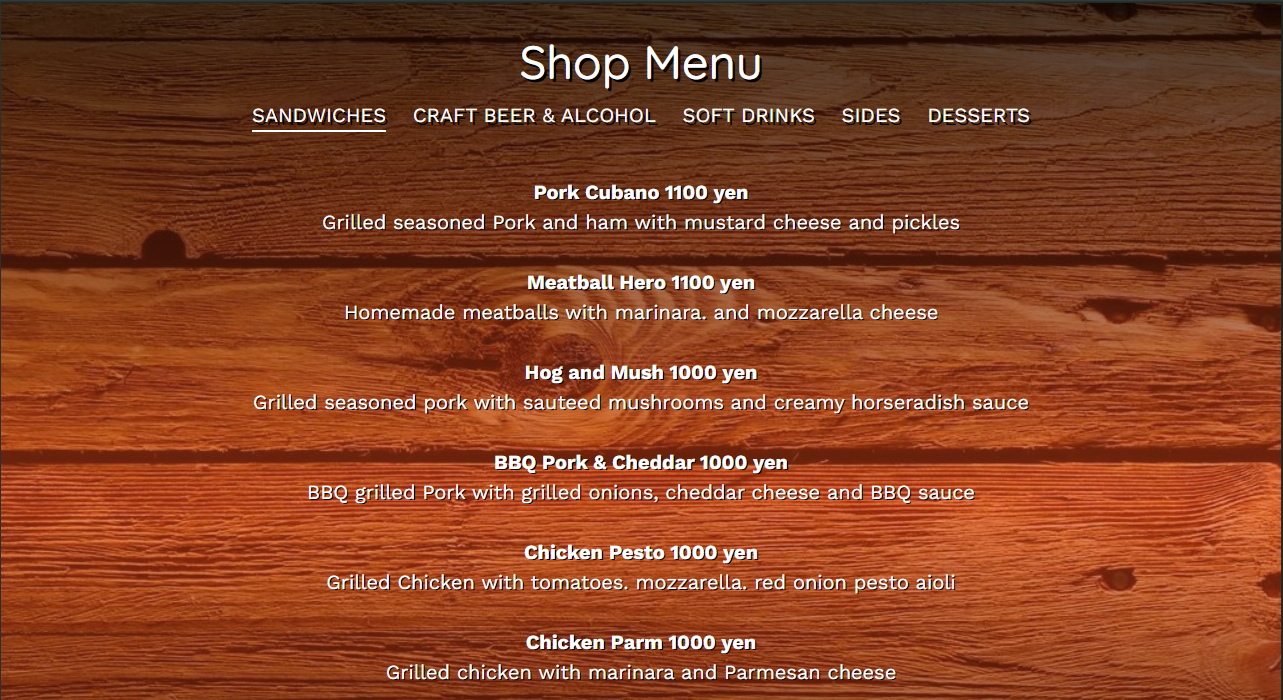 Shop Menu
SANDWICHES CRAFT BEER & ALCOHOL SOFT DRINKS SIDES DESSERTS
Pork Cubano 1100 yen
Grilled seasoned Pork and ham with mustard cheese and pickles
Meatball Hero 1100 yen
Homemade meatballs with marinara. and mozzarella cheese
Hog and Mush 1000 yen
Grilled seasoned pork with sauteed mushrooms and creamy horseradish sauce
BBQ Pork & Cheddar 1000 yen
BBQ grilled Pork with grilled onions, cheddar cheese and BBQ sauce
Chicken Pesto 1000 yen
Grilled Chicken with tomatoes. mozzarella. red onion pesto aioli
Chicken Parm 1000 yen
Grilled chicken with marinara and Parmesan cheese